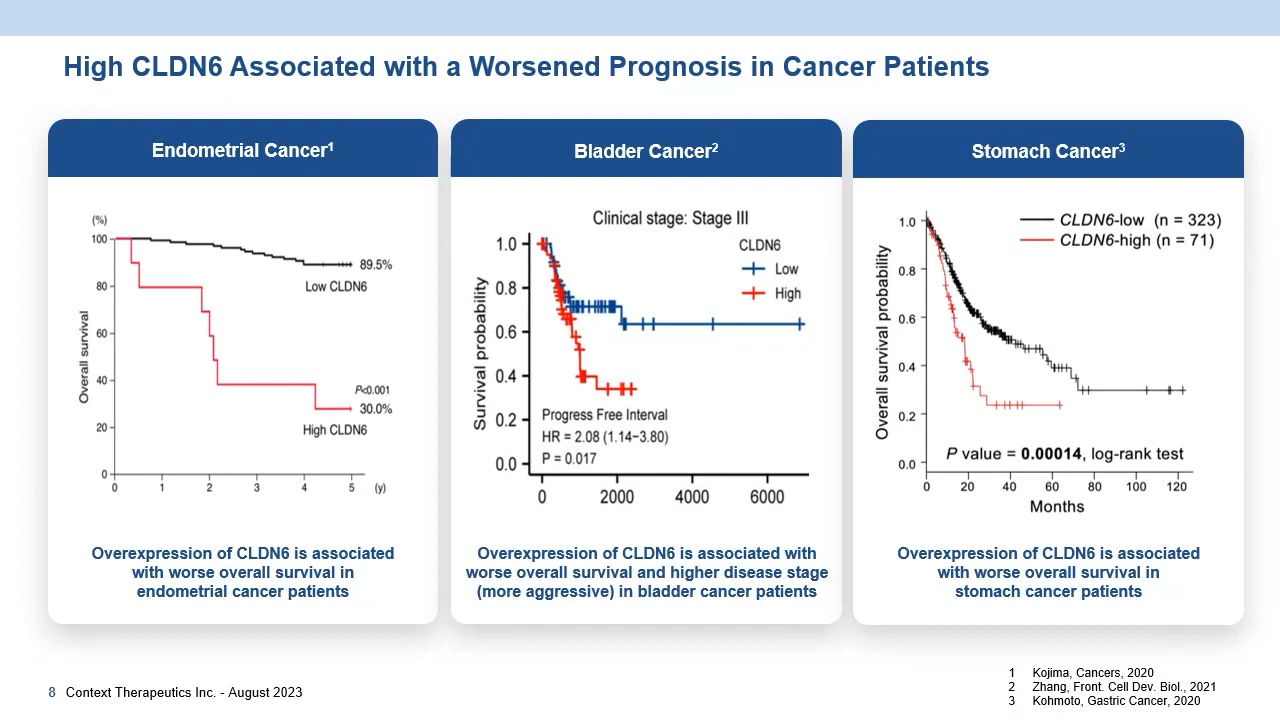 High CLDN6 Associated with a Worsened Prognosis in Cancer Patients
Endometrial Cancer1
(%)
100
80
60
40
20
0
Overall survival
89.5%
Low CLDN6
P<0.001
30.0%
High CLDN6
0 1 2 3 4 5 (y)
Overexpression of CLDN6 is associated
with worse overall survival in
endometrial cancer patients
Bladder Cancer2
Clinical stage: Stage III
CLDN6
Low
High
1.0
0.8
0.6
0.4
0.2
0.0
Survival probability
Progress Free Interval
HR = 2.08 (1.14−3.80)
P = 0.017
0 2000 4000 6000
Overexpression of CLDN6 is associated with
worse overall survival and higher disease stage
(more aggressive) in bladder cancer patients
Stomach Cancer3
CLDN6-low (n = 323)
CLDN6-high (n = 71)
1.0
0.8
0.6
0.4
0.2
0.0
Overall survival probability
P value = 0.00014, log-rank test
0 20 40 60 80 100 120
Months
Overexpression of CLDN6 is associated
with worse overall survival in
stomach cancer patients
8 Context Therapeutics Inc. - August 2023
1 Kojima, Cancers, 2020
2 Zhang, Front. Cell Dev. Biol., 2021
3 Kohmoto, Gastric Cancer, 2020